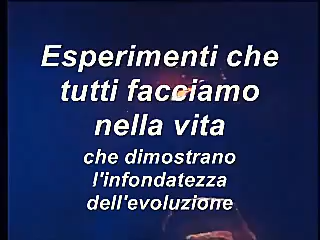 Esperimenti che
tutti facciamo
nella vita
che dimostrano
l'infondatezza
dell'evoluzione